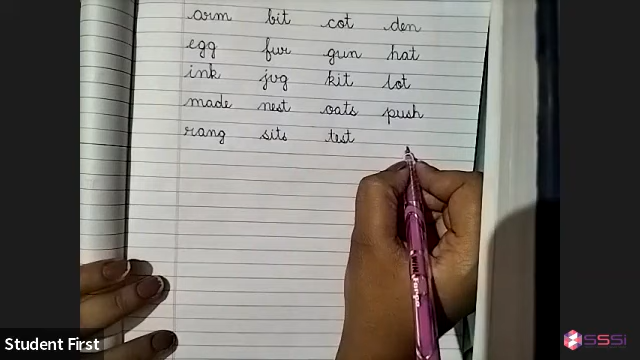 arm bit cot den
egg fur gun hat
ink jug kit lot
made nest oats push
rang sits test
Student First
SSSi